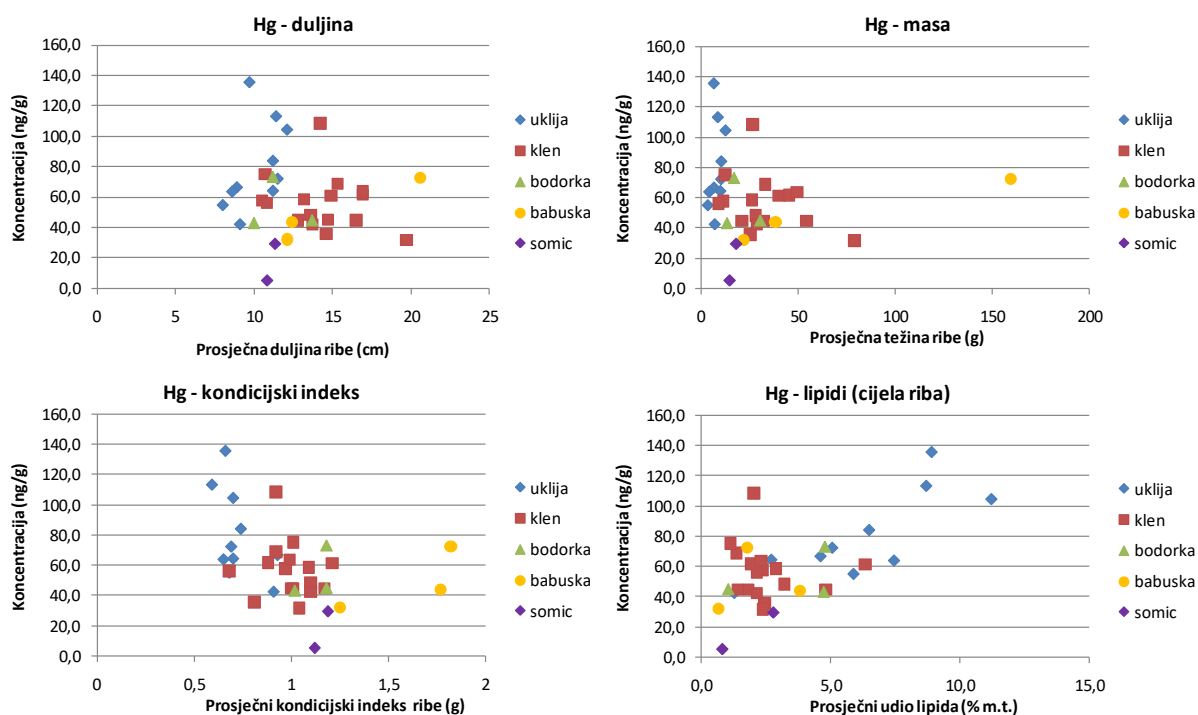 Hg - duljina
Koncentracija (ng/g)
160,0
140,0
120,0
100,0
80,0
60,0
40,0
20,0
0,0
0 5 10 15 20 25
Prosječna duljina ribe (cm)
uklija
klen
bodorka
babuska
somic
Hg - masa
Koncentracija (ng/g)
160,0
140,0
120,0
100,0
80,0
60,0
40,0
20,0
0,0
0 50 100 150 200
Prosječna težina ribe (g)
uklija
klen
bodorka
babuska
somic
Hg - kondicijski indeks
Koncentracija (ng/g)
160,0
140,0
120,0
100,0
80,0
60,0
40,0
20,0
0,0
0 0,5 1 1,5 2
Prosječni kondicijski indeks ribe (g)
uklija
klen
bodorka
babuska
somic
Hg - lipidi (cijela riba)
Koncentracija (ng/g)
160,0
140,0
120,0
100,0
80,0
60,0
40,0
20,0
0,0
0,0 5,0 10,0 15,0
Prosječni udio lipida (% m.t.)
uklija
klen
bodorka
babuska
somic